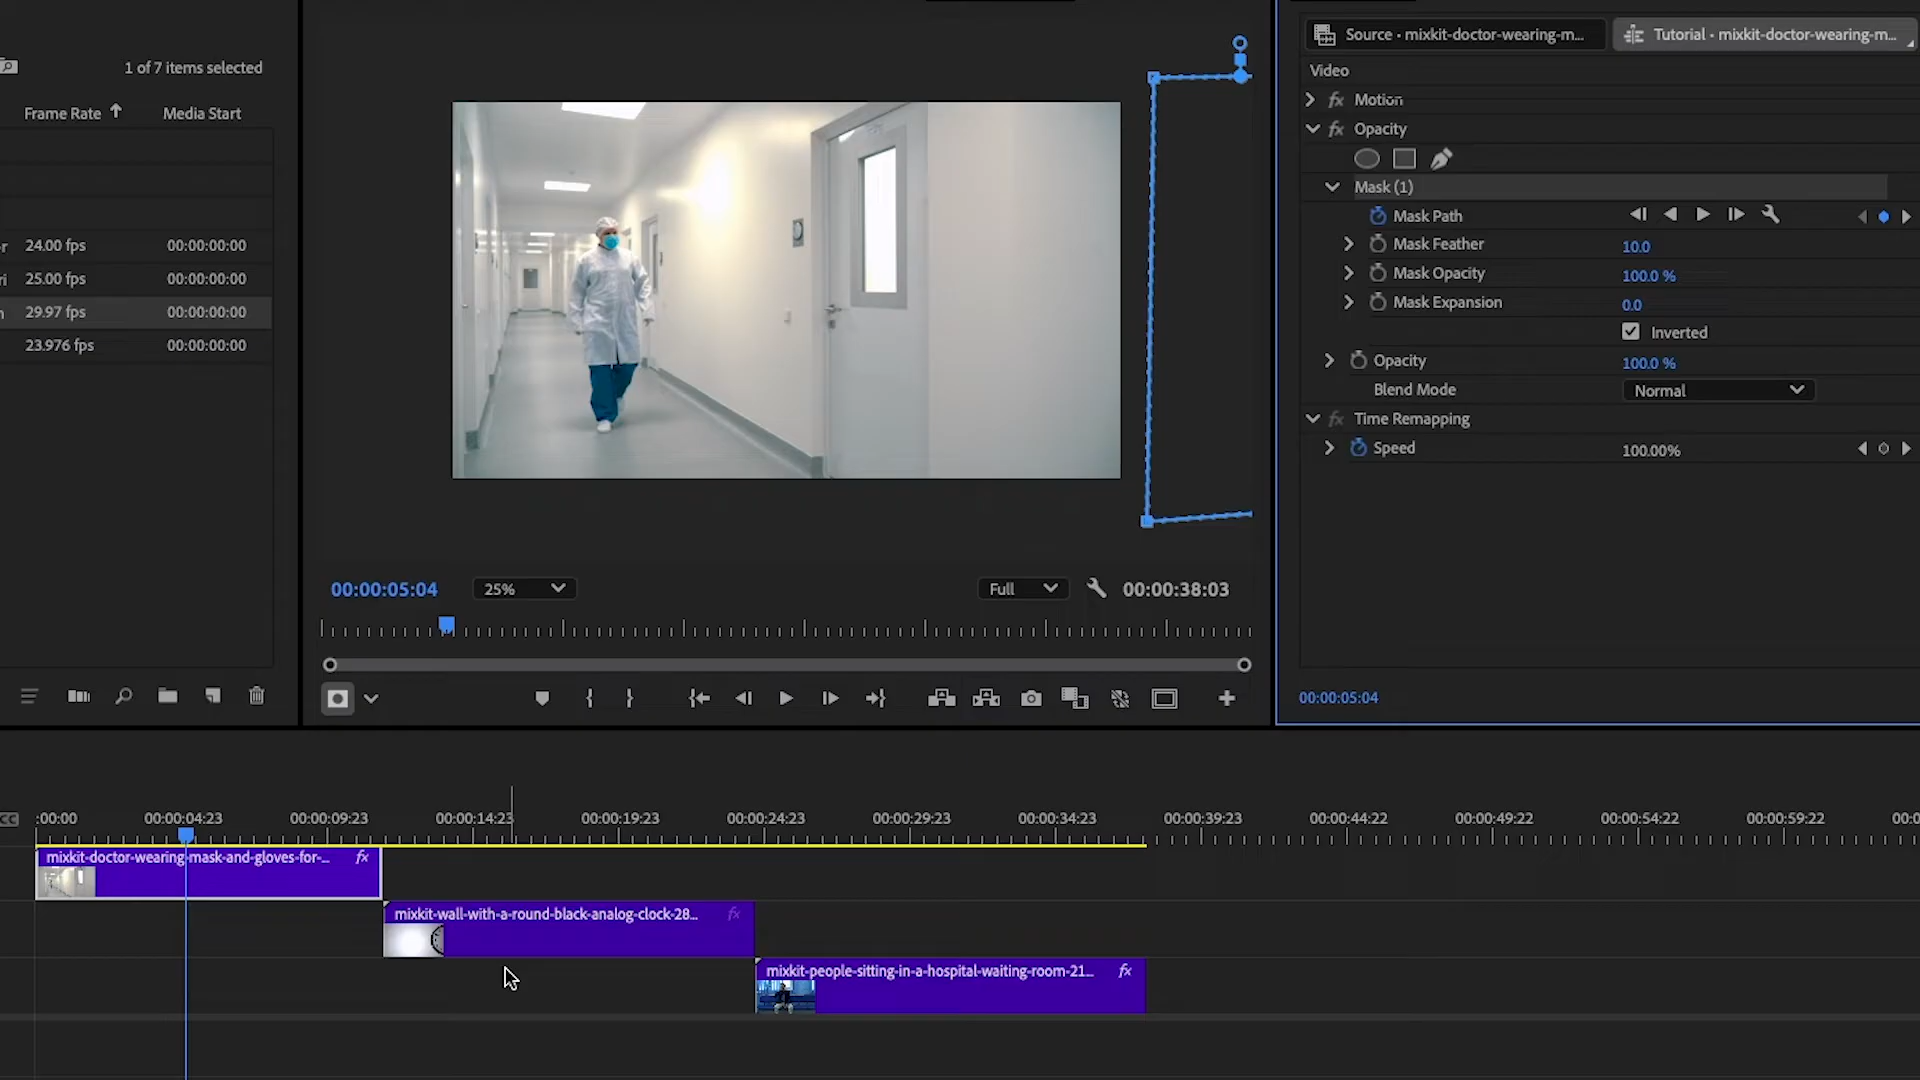 1 of 7 items selected
Frame Rate Media Start
24.00 fps 00:00:00:00
25.00 fps 00:00:00:00
29.97 fps 00:00:00:00
23.976 fps 00:00:00:00
00:00:05:04 25% Full 00:00:38:03
Source • mixkit-doctor-wearing-m... Tutorial • mixkit-doctor-wearing-m...
Video
fx Motion
fx Opacity
Mask (1)
Mask Path
Mask Feather 10.0
Mask Opacity 100.0 %
Mask Expansion 0.0
Inverted
Opacity 100.0 %
Blend Mode Normal
fx Time Remapping
Speed 100.00%
00:00:05:04
CC :00:00 00:00:04:23 00:00:09:23 00:00:14:23 00:00:19:23 00:00:24:23 00:00:29:23 00:00:34:23 00:00:39:23 00:00:44:22 00:00:49:22 00:00:54:22 00:00:59:22 00:0
mixkit-doctor-wearing-mask-and-gloves-for-... fx
mixkit-wall-with-a-round-black-analog-clock-28... fx
mixkit-people-sitting-in-a-hospital-waiting-room-21... fx